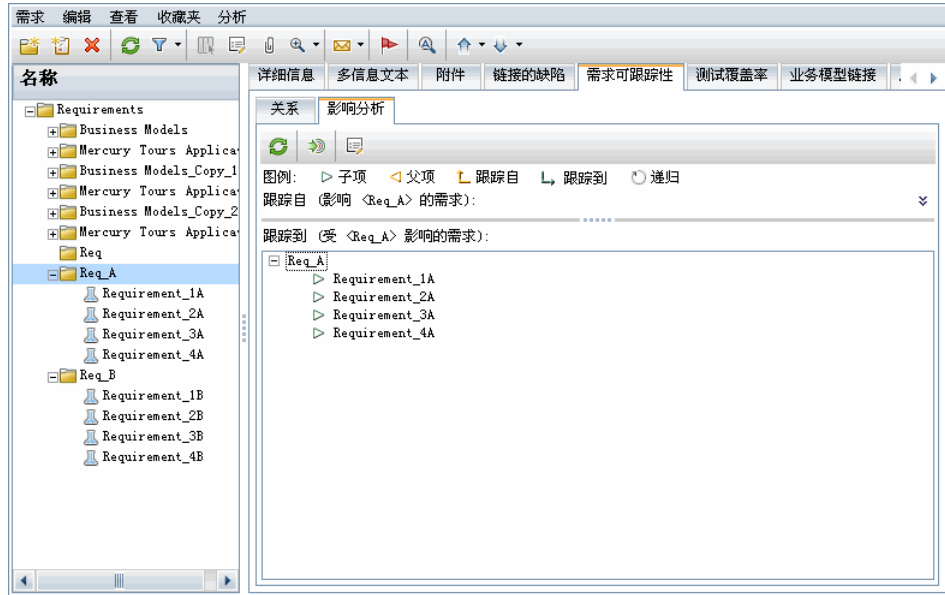 需求 编辑 查看 收藏夹 分析
名称
详细信息 多信息文本 附件 链接的缺陷 需求可跟踪性 测试覆盖率 业务模型链接
关系 影响分析
图例: 子项 父项 跟踪自 跟踪到 递归
跟踪自 (影响 <Req_A> 的需求):
跟踪到 (受 <Req_A> 影响的需求):
Req_A
Requirement_1A
Requirement_2A
Requirement_3A
Requirement_4A
Requirements
Business Models
Mercury Tours Applica
Business Models_Copy_1
Mercury Tours Applica
Business Models_Copy_2
Mercury Tours Applica
Req
Req_A
Requirement_1A
Requirement_2A
Requirement_3A
Requirement_4A
Req_B
Requirement_1B
Requirement_2B
Requirement_3B
Requirement_4B